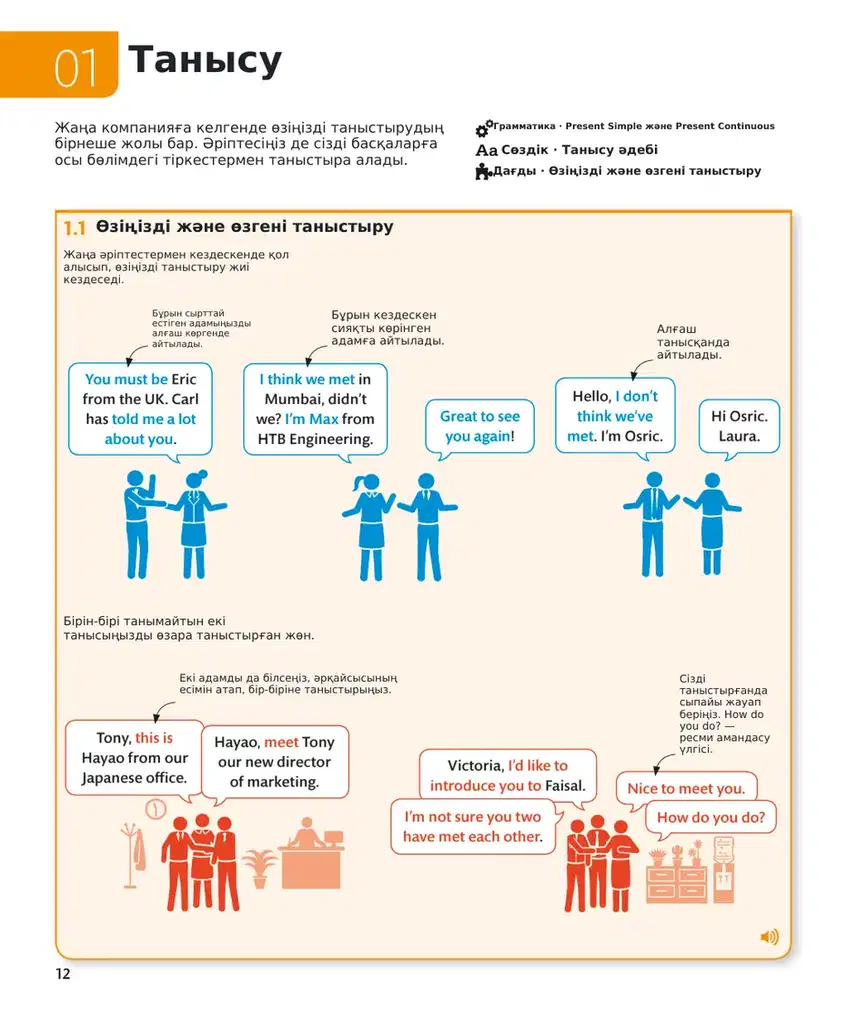 01
Танысу
Жаңа компанияға келгенде өзіңізді таныстырудың
бірнеше жолы бар. Әріптесіңіз де сізді басқаларға
осы бөлімдегі тіркестермен таныстыра алады.
Грамматика · Present Simple және Present Continuous
Aa Сөздік · Танысу әдебі
Дағды · Өзіңізді және өзгені таныстыру
1.1 Өзіңізді және өзгені таныстыру
Жаңа әріптестермен кездескенде қол
алысып, өзіңізді таныстыру жиі
кездеседі.
Бұрын сырттай
естіген адамыңызды
алғаш көргенде
айтылады.
You must be Eric
from the UK. Carl
has told me a lot
about you.
Бұрын кездескен
сияқты көрінген
адамға айтылады.
I think we met in
Mumbai, didn't
we? I'm Max from
HTB Engineering.
Great to see
you again!
Алғаш
танысқанда
айтылады.
Hello, I don't
think we've
met. I'm Osric.
Hi Osric.
Laura.
Бірін-бірі танымайтын екі
танысыңызды өзара таныстырған жөн.
Екі адамды да білсеңіз, әрқайсысының
есімін атап, бір-біріне таныстырыңыз.
Tony, this is
Hayao from our
Japanese office.
Hayao, meet Tony
our new director
of marketing.
Сізді
таныстырғанда
сыпайы жауап
беріңіз. How do
you do? —
ресми амандасу
үлгісі.
Victoria, I'd like to
introduce you to Faisal.
I'm not sure you two
have met each other.
Nice to meet you.
How do you do?
12